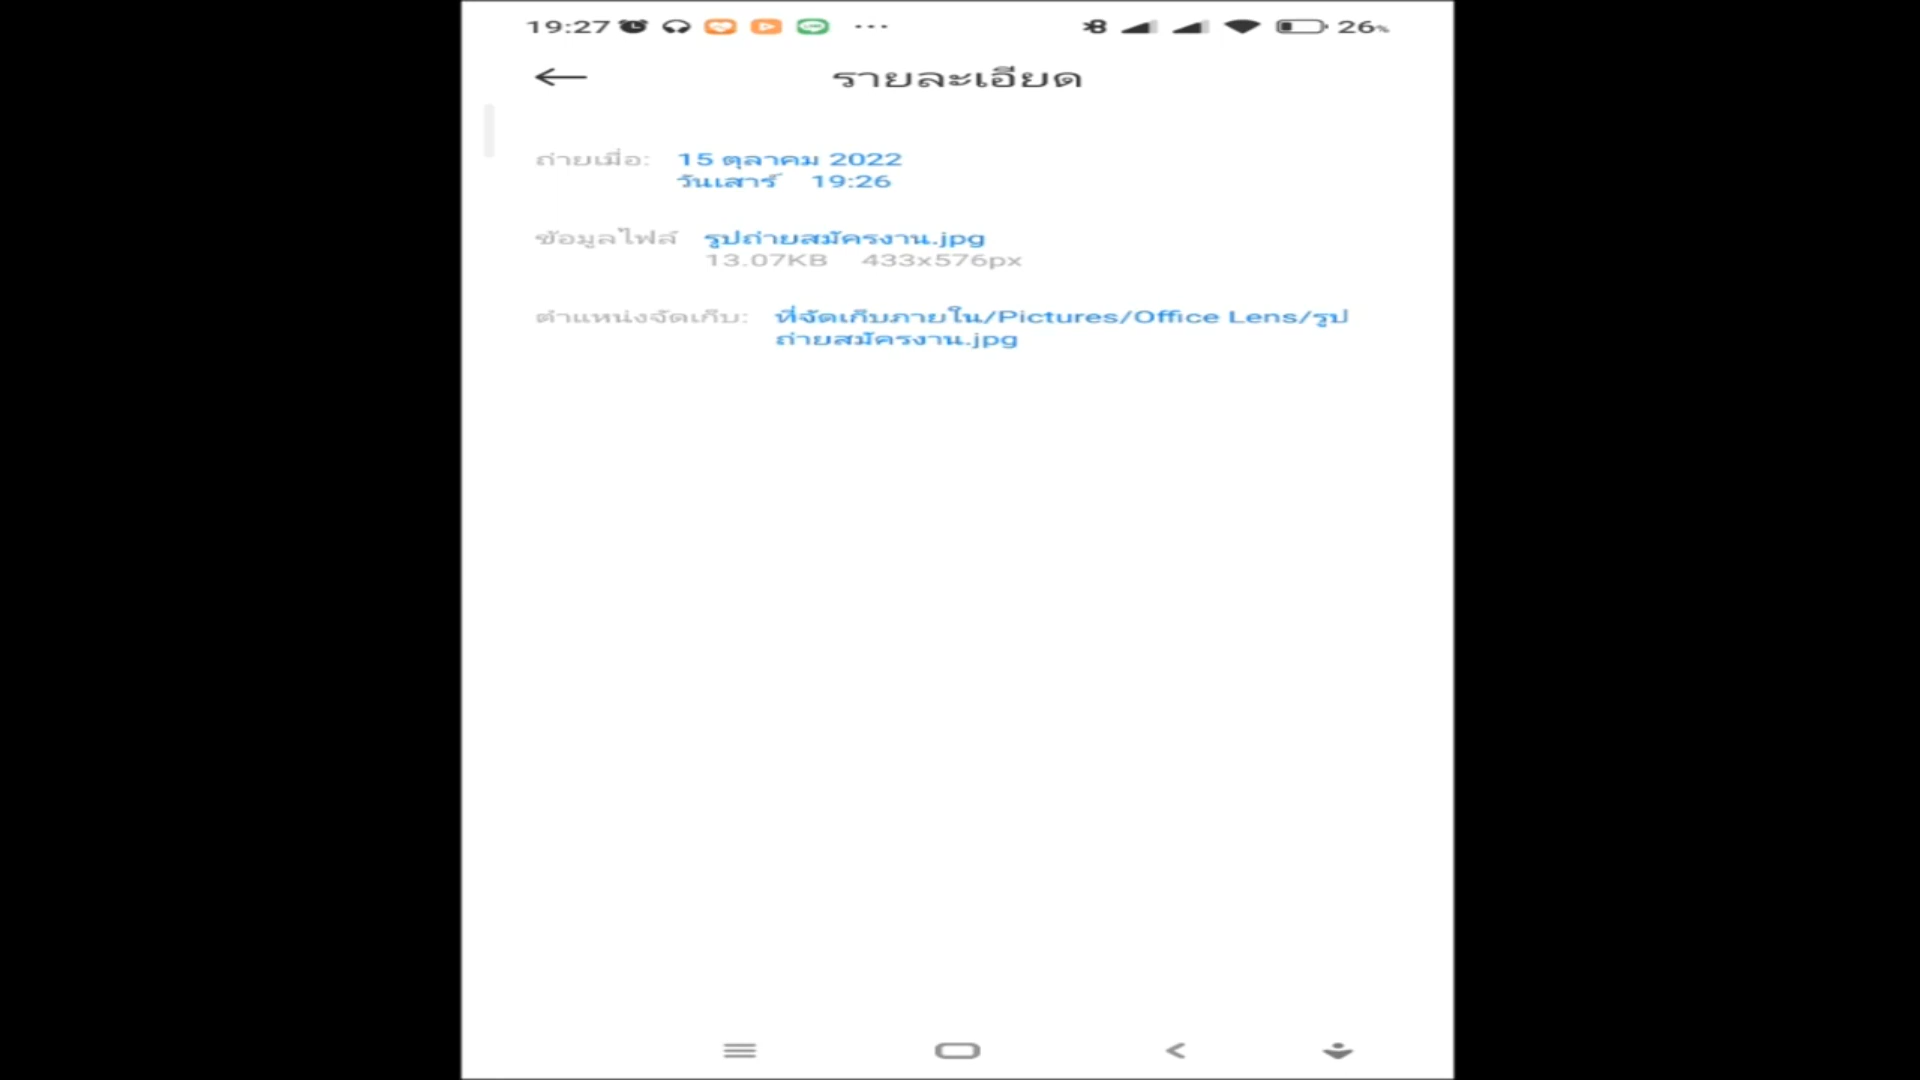 19:27 ... 26%
รายละเอียด
ถ่ายเมื่อ: 15 ตุลาคม 2022
วันเสาร์ 19:26
ข้อมูลไฟล์ รูปถ่ายสมัครงาน.jpg
13.07KB 433x576px
ตำแหน่งจัดเก็บ: ที่จัดเก็บภายใน/Pictures/Office Lens/รูป
ถ่ายสมัครงาน.jpg